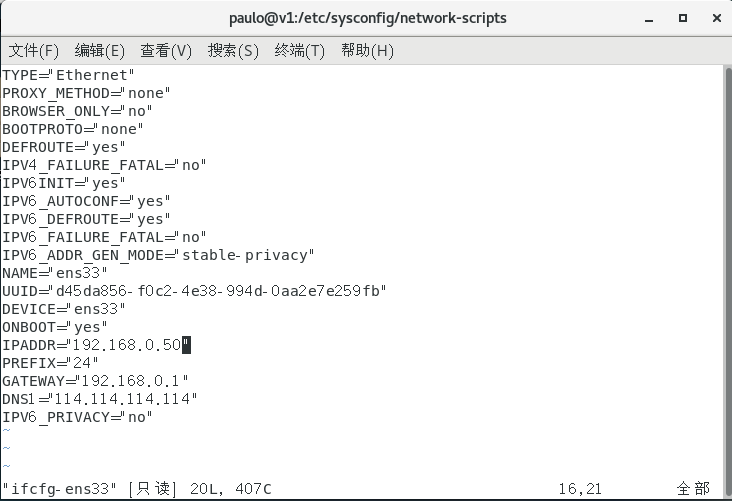 paulo@v1:/etc/sysconfig/network-scripts
文件(F) 编辑(E) 查看(V) 搜索(S) 终端(T) 帮助(H)
TYPE="Ethernet"
PROXY_METHOD="none"
BROWSER_ONLY="no"
BOOTPROTO="none"
DEFROUTE="yes"
IPV4_FAILURE_FATAL="no"
IPV6INIT="yes"
IPV6_AUTOCONF="yes"
IPV6_DEFROUTE="yes"
IPV6_FAILURE_FATAL="no"
IPV6_ADDR_GEN_MODE="stable-privacy"
NAME="ens33"
UUID="d45da856-f0c2-4e38-994d-0aa2e7e259fb"
DEVICE="ens33"
ONBOOT="yes"
IPADDR="192.168.0.50"
PREFIX="24"
GATEWAY="192.168.0.1"
DNS1="114.114.114.114"
IPV6_PRIVACY="no"
~
~
~
"ifcfg-ens33" [只读] 20L, 407C 16,21 全部